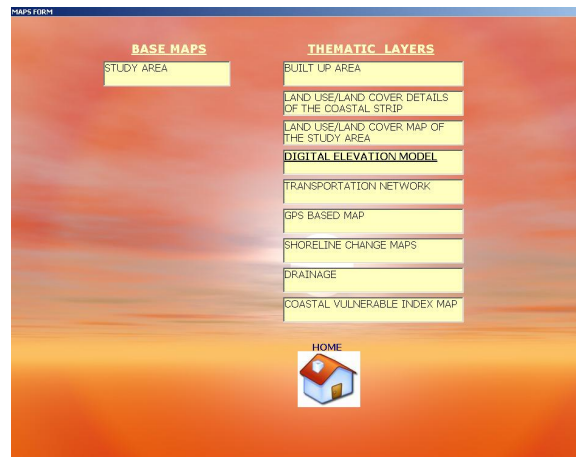 MAPS FORM
BASE MAPS
STUDY AREA
THEMATIC LAYERS
BUILT UP AREA
LAND USE/LAND COVER DETAILS
OF THE COASTAL STRIP
LAND USE/LAND COVER MAP OF
THE STUDY AREA
DIGITAL ELEVATION MODEL
TRANSPORTATION NETWORK
GPS BASED MAP
SHORELINE CHANGE MAPS
DRAINAGE
COASTAL VULNERABLE INDEX MAP
HOME